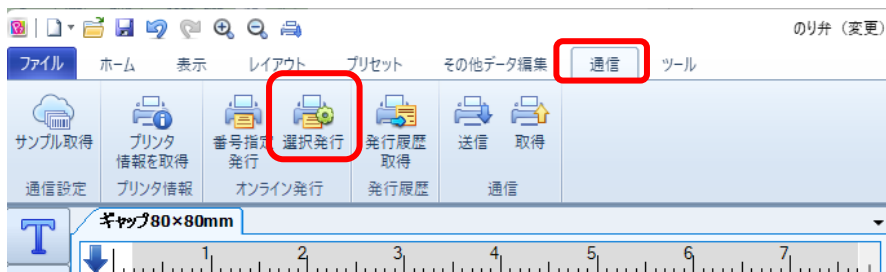 のり弁 (変更)
ファイル ホーム 表示 レイアウト プリセット その他データ編集 通信 ツール
サンプル取得 プリンタ 番号指定 選択発行 発行履歴 送信 取得
情報を取得 発行 取得
通信設定 プリンタ情報 オンライン発行 発行履歴 通信
T ギャップ80×80mm
1 2 3 4 5 6 7